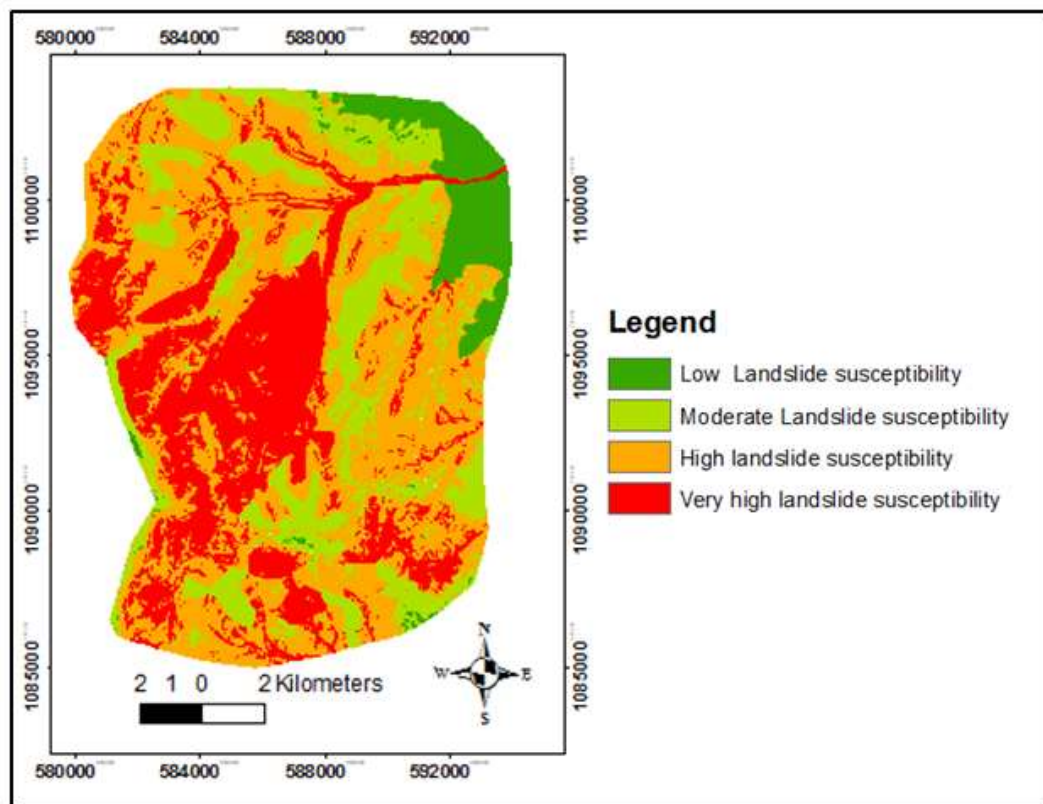 580000 584000 588000 592000
1100000
1095000
1090000
1085000
1100000
1095000
1090000
1085000
Legend
Low Landslide susceptibility
Moderate Landslide susceptibility
High landslide susceptibility
Very high landslide susceptibility
N
W E
S
2 1 0 2 Kilometers
580000 584000 588000 592000